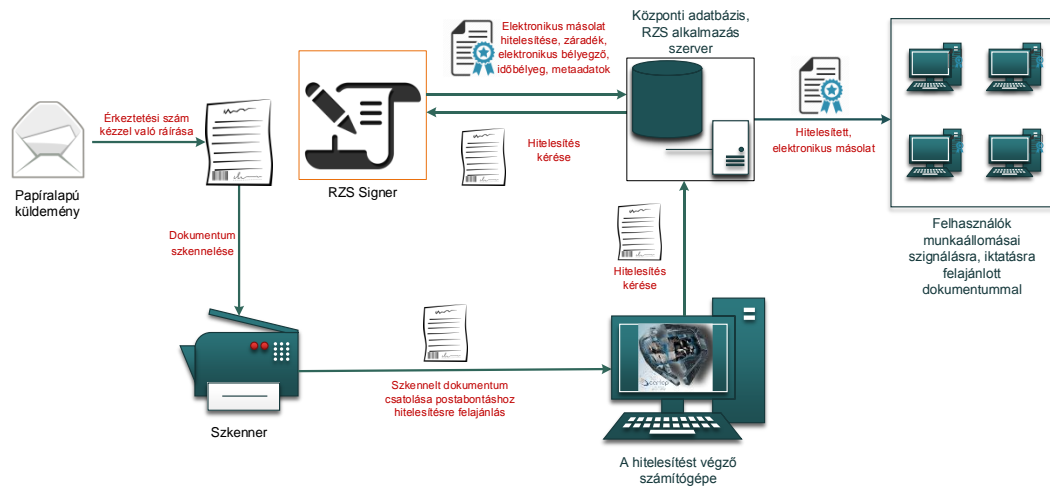 Elektronikus másolat
hitelesítése, záradék,
elektronikus bélyegző,
időbélyeg, metaadatok
Központi adatbázis,
RZS alkalmazás
szerver
Érkeztetési szám
kézzel való ráírása
Hitelesítés
kérése
Hitelesített,
elektronikus másolat
Papíralapú
küldemény
RZS Signer
Dokumentum
szkennelése
Hitelesítés
kérése
Felhasználók
munkaállomásai
szignálásra, iktatásra
felajánlott
dokumentummal
Szkennelt dokumentum
csatolása postabontáshoz
hitelesítésre felajánlás
Szkenner
A hitelesítést végző
számítógépe